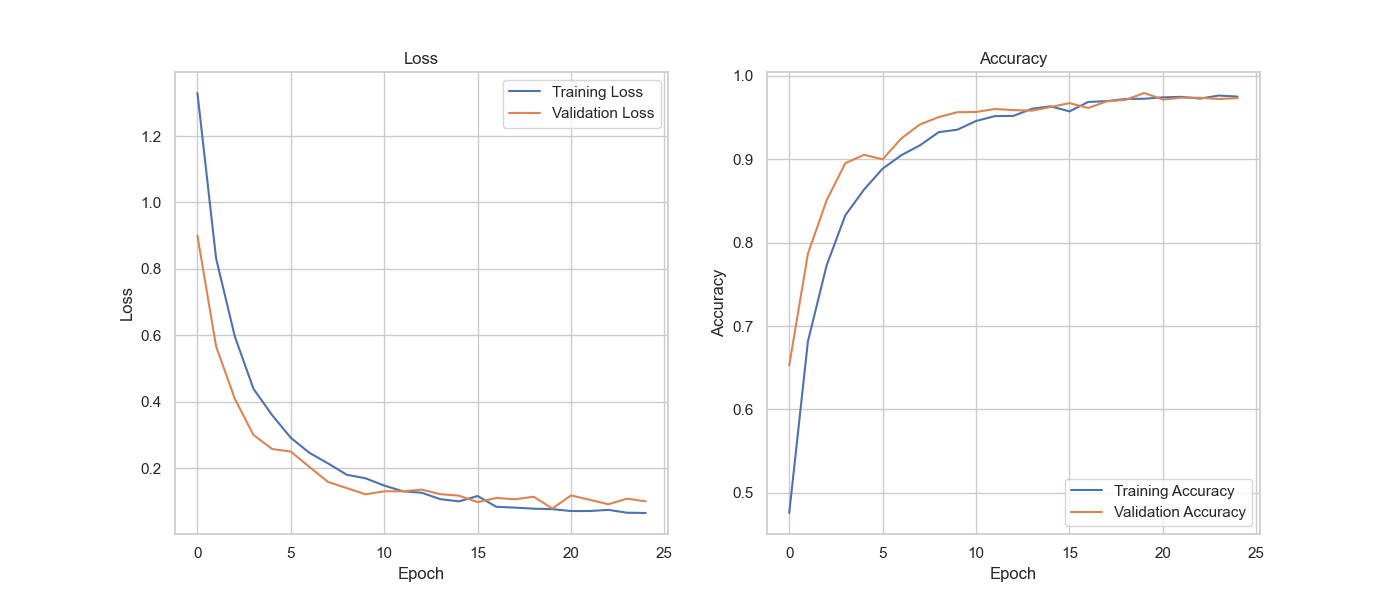 Loss
Training Loss
Validation Loss
1.2
1.0
0.8
0.6
0.4
0.2
Loss
0
5
10
15
20
25
Epoch
Accuracy
1.0
0.9
0.8
0.7
0.6
0.5
Accuracy
Training Accuracy
Validation Accuracy
0
5
10
15
20
25
Epoch